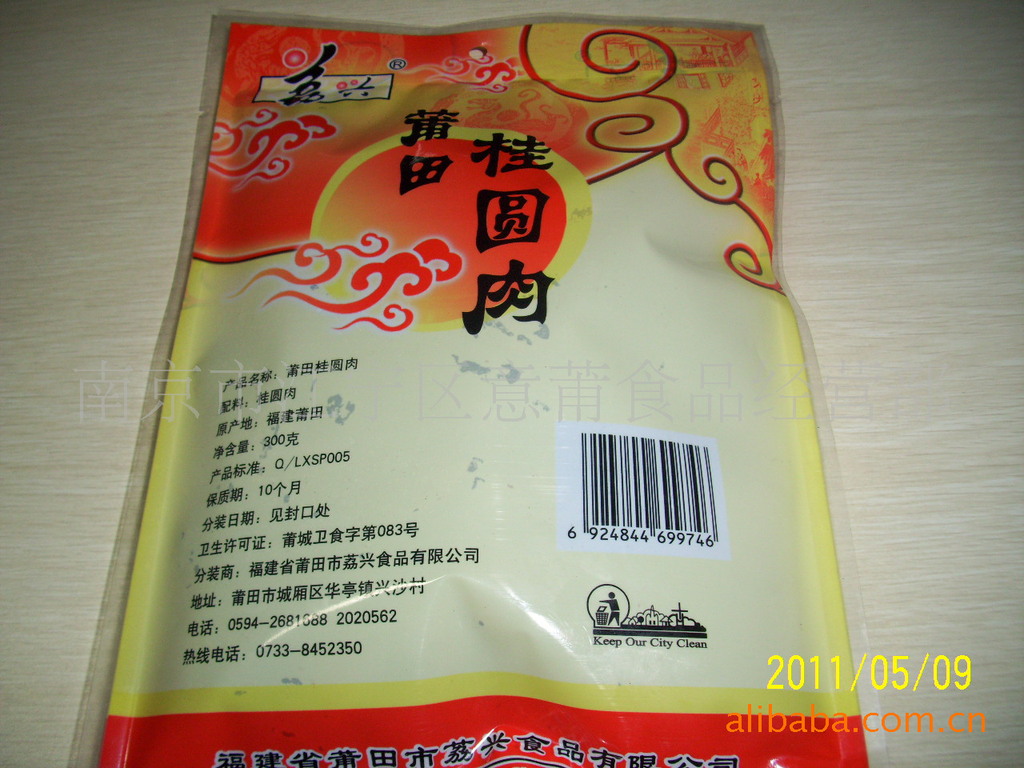 荔兴®
莆田
桂圆肉
产品名称：莆田桂圆肉
配料：桂圆肉
原产地：福建莆田
净含量：300克
产品标准：Q/LXSP005
保质期：10个月
分装日期：见封口处
卫生许可证：莆城卫食字第083号
分装商：福建省莆田市荔兴食品有限公司
地址：莆田市城厢区华亭镇兴沙村
电话：0594-2681088 2020562
热线电话：0733-8452350
6 924844 699746
Keep Our City Clean
福建省莆田市荔兴食品有限公司
南京市 区意莆食品经营
2011/05/09
alibaba.com.cn